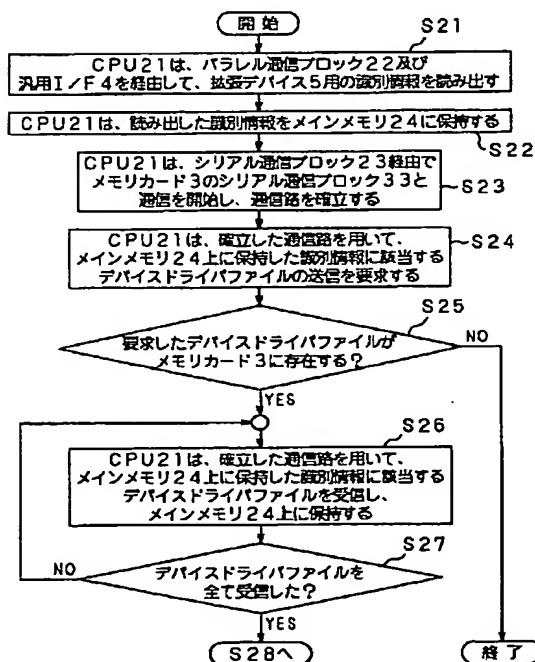 開始
S21
CPU21は、パラレル通信ブロック22及び
汎用I/F4を経由して、拡張デバイス5用の識別情報を読み出す
CPU21は、読み出した識別情報をメインメモリ24に保持する
S22
CPU21は、シリアル通信ブロック23経由で
メモリカード3のシリアル通信ブロック33と
通信を開始し、通信路を確立する
S23
CPU21は、確立した通信路を用いて、
メインメモリ24上に保持した識別情報に該当する
デバイスドライバファイルの送信を要求する
S24
S25
要求したデバイスドライバファイルが
メモリカード3に存在する?
NO
YES
S26
CPU21は、確立した通信路を用いて、
メインメモリ24上に保持した識別情報に該当する
デバイスドライバファイルを受信し、
メインメモリ24上に保持する
S27
NO
デバイスドライバファイルを
全て受信した?
YES
S28へ
終了